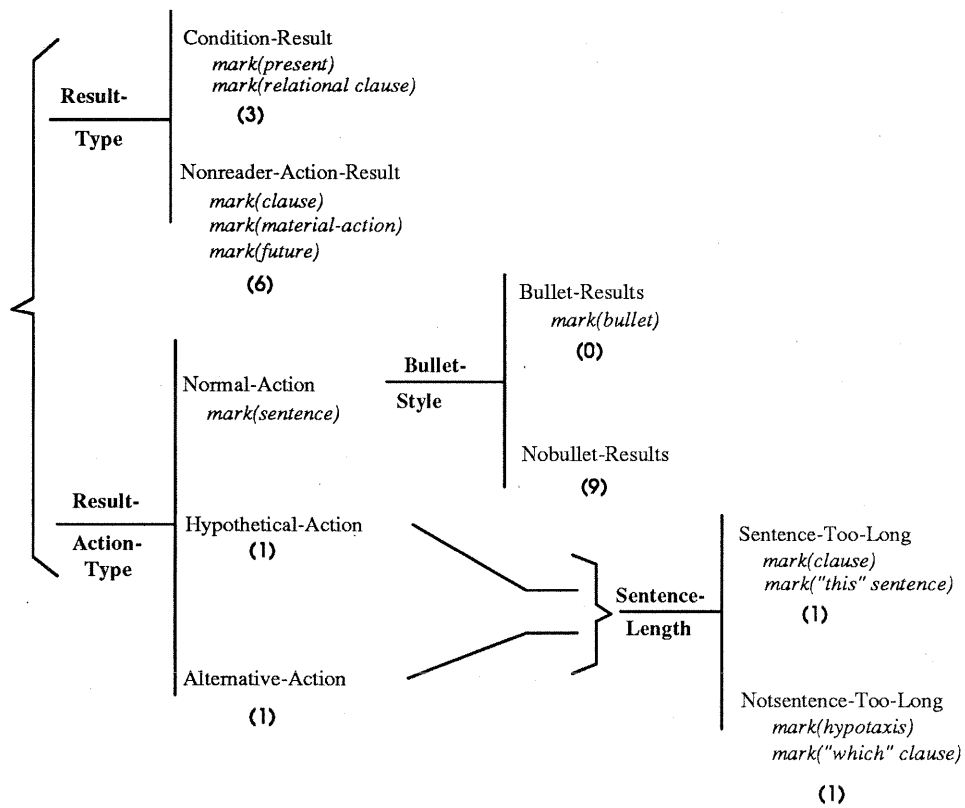 Condition-Result
mark(present)
mark(relational clause)
(3)
Result-
Type
Nonreader-Action-Result
mark(clause)
mark(material-action)
mark(future)
(6)
Bullet-Results
mark(bullet)
(0)
Bullet-
Style
Normal-Action
mark(sentence)
Nobullet-Results
(9)
Result-
Action-
Type
Hypothetical-Action
(1)
Sentence-Too-Long
mark(clause)
mark("this" sentence)
(1)
Sentence-
Length
Alternative-Action
(1)
Notsentence-Too-Long
mark(hypotaxis)
mark("which" clause)
(1)